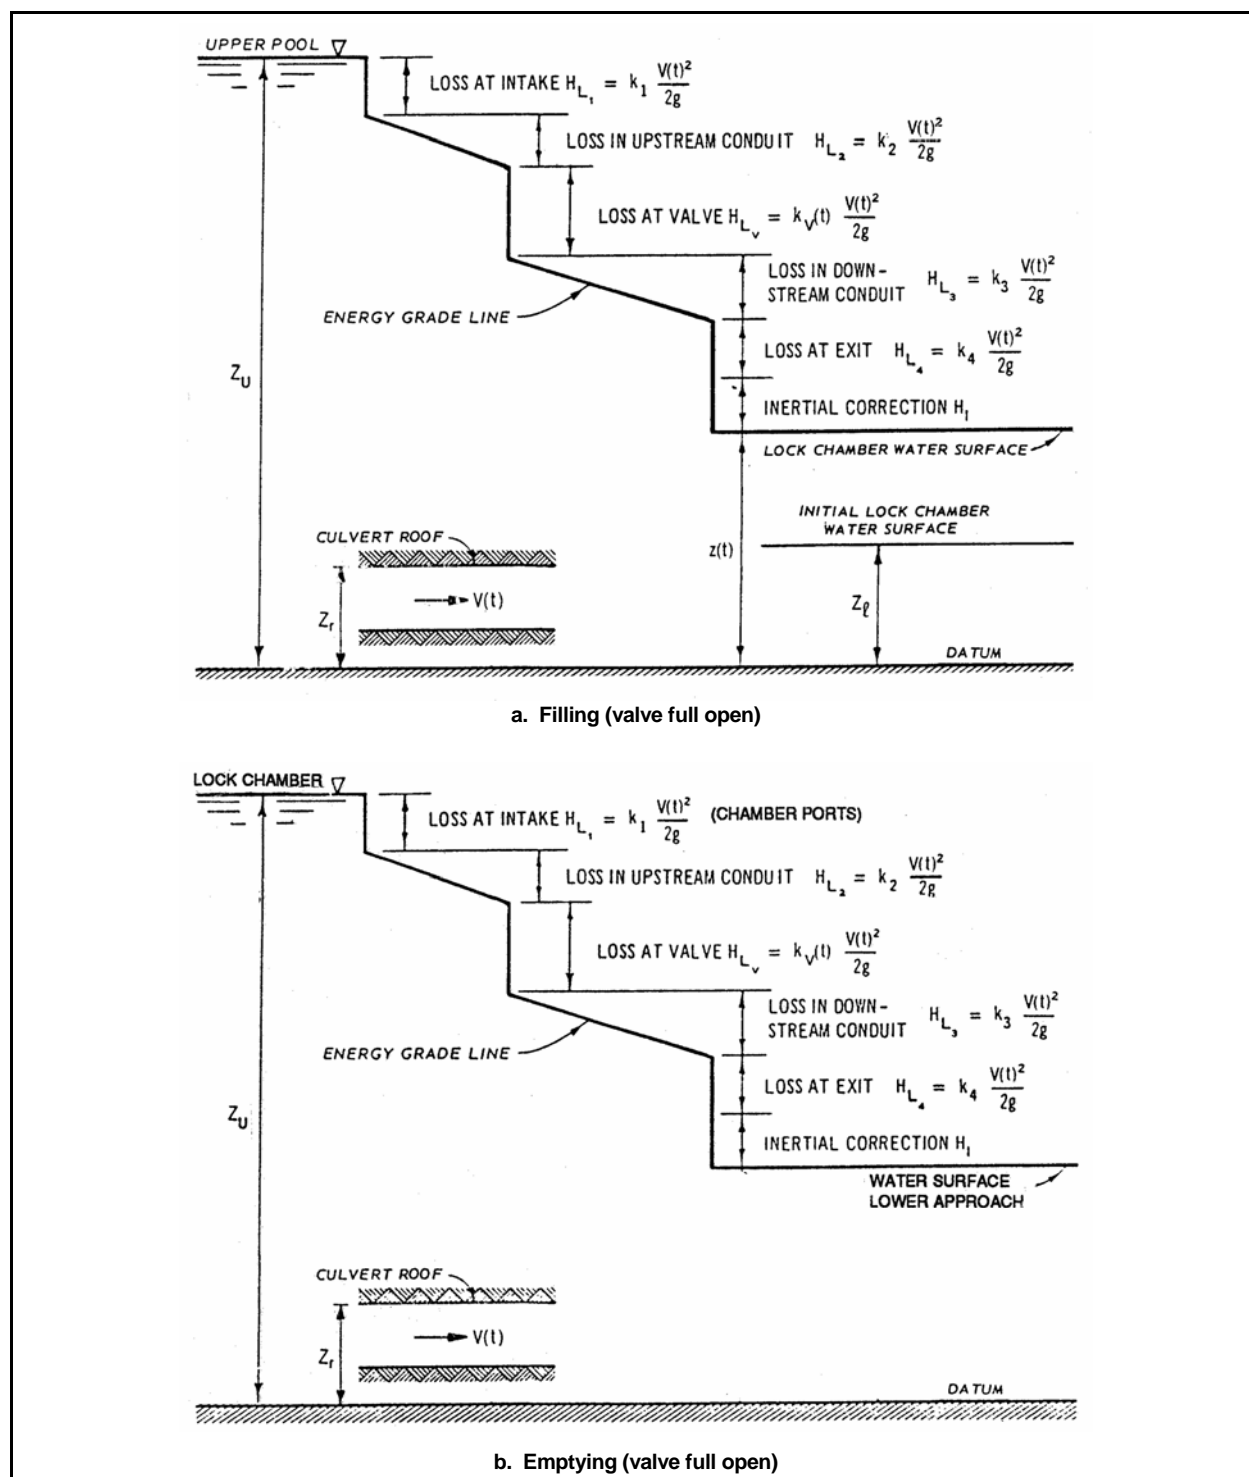 UPPER POOL
LOSS AT INTAKE H_L₁ = k₁ V(t)²/2g
LOSS IN UPSTREAM CONDUIT H_L₂ = k₂ V(t)²/2g
LOSS AT VALVE H_Lᵥ = kᵥ(t) V(t)²/2g
LOSS IN DOWN-
STREAM CONDUIT H_L₃ = k₃ V(t)²/2g
ENERGY GRADE LINE
LOSS AT EXIT H_L₄ = k₄ V(t)²/2g
Z_U
INERTIAL CORRECTION H_I
LOCK CHAMBER WATER SURFACE
INITIAL LOCK CHAMBER
WATER SURFACE
CULVERT ROOF
z(t)
V(t)
Z_ℓ
Z_r
DATUM
a. Filling (valve full open)
LOCK CHAMBER
LOSS AT INTAKE H_L₁ = k₁ V(t)²/2g (CHAMBER PORTS)
LOSS IN UPSTREAM CONDUIT H_L₂ = k₂ V(t)²/2g
LOSS AT VALVE H_Lᵥ = kᵥ(t) V(t)²/2g
LOSS IN DOWN-
STREAM CONDUIT H_L₃ = k₃ V(t)²/2g
ENERGY GRADE LINE
LOSS AT EXIT H_L₄ = k₄ V(t)²/2g
Z_U
INERTIAL CORRECTION H_I
WATER SURFACE
LOWER APPROACH
CULVERT ROOF
V(t)
Z_r
DATUM
b. Emptying (valve full open)